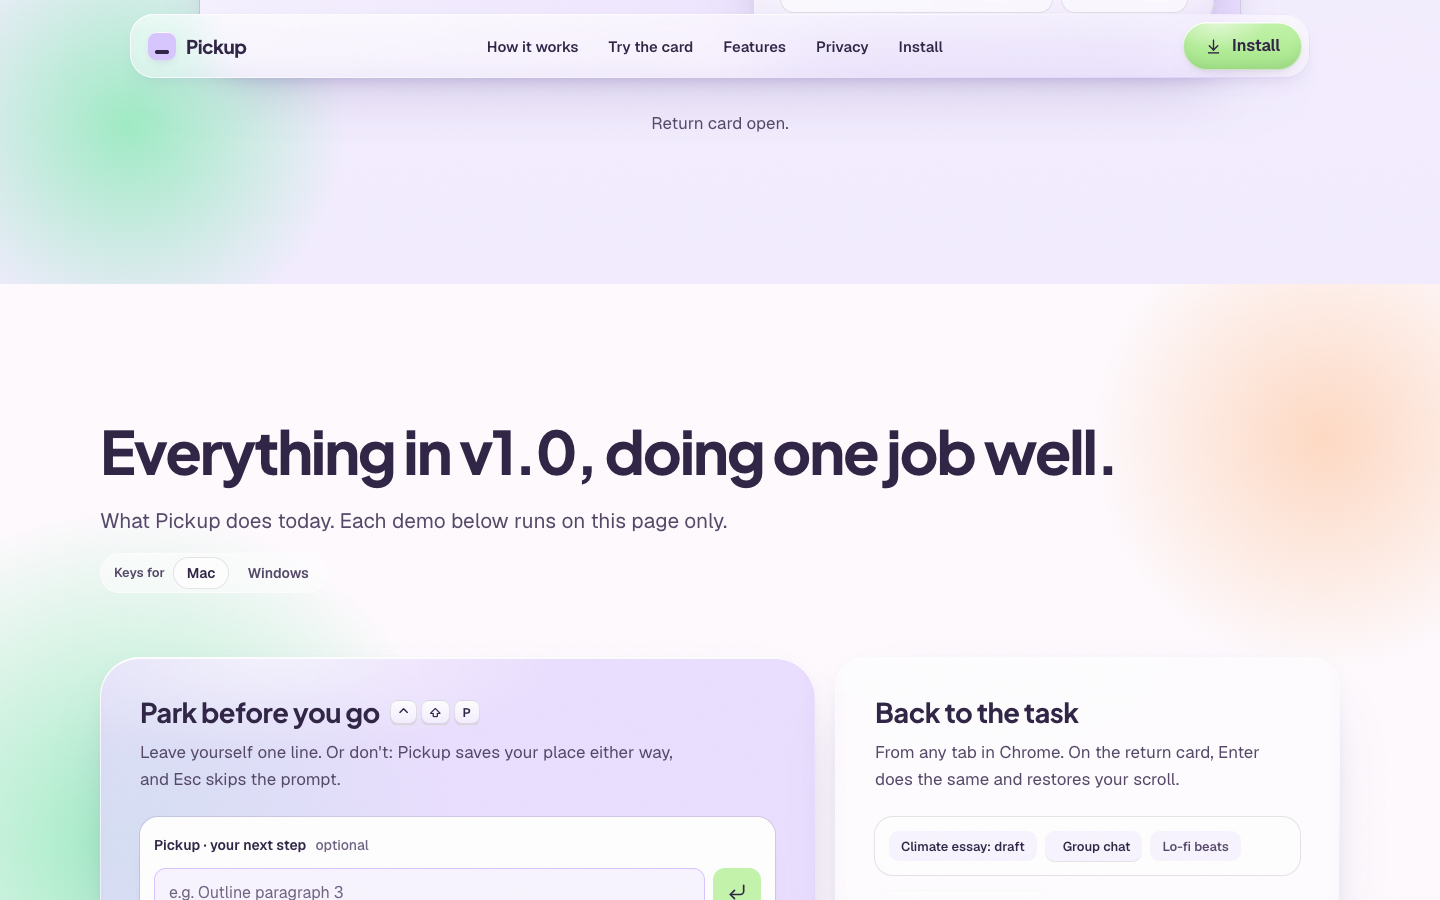 Pickup
How it works
Try the card
Features
Privacy
Install
Install
Return card open.
Everything in v1.0, doing one job well.
What Pickup does today. Each demo below runs on this page only.
Keys for
Mac
Windows
Park before you go
^ ⇧ P
Leave yourself one line. Or don't: Pickup saves your place either way,
and Esc skips the prompt.
Pickup · your next step optional
e.g. Outline paragraph 3
Back to the task
From any tab in Chrome. On the return card, Enter
does the same and restores your scroll.
Climate essay: draft
Group chat
Lo-fi beats